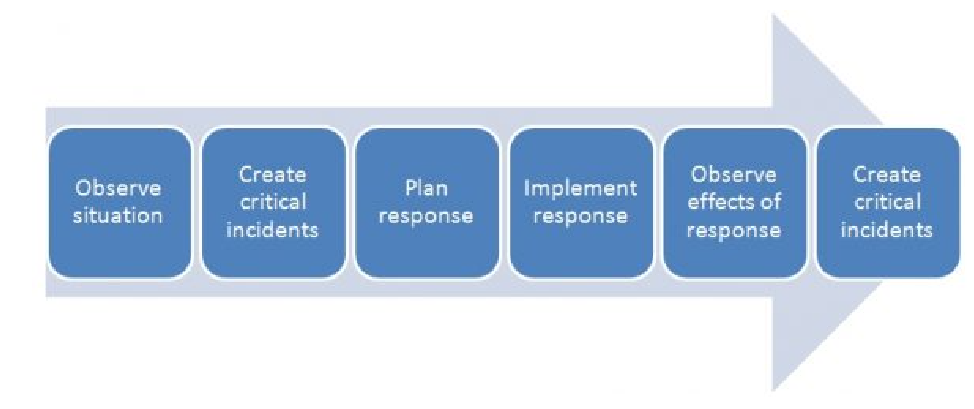 Observe
situation
Create
critical
incidents
Plan
response
Implement
response
Observe
effects of
response
Create
critical
incidents